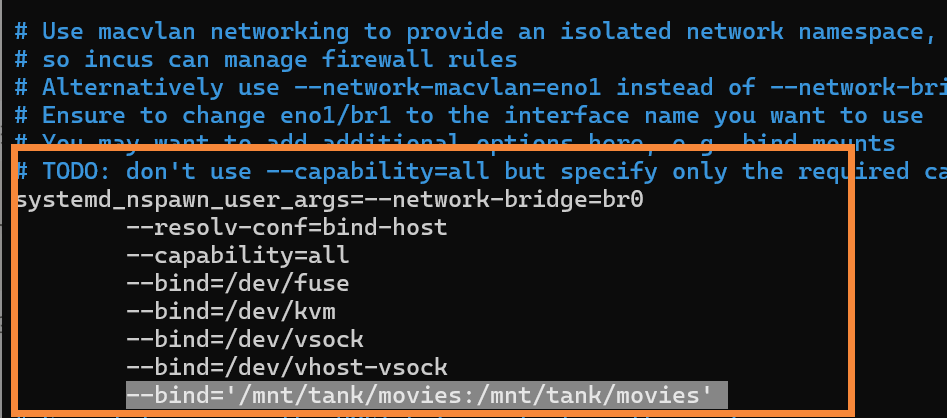 # Use macvlan networking to provide an isolated network namespace,
# so incus can manage firewall rules
# Alternatively use --network-macvlan=eno1 instead of --network-bri
# Ensure to change eno1/br1 to the interface name you want to use
# You may want to add additional options here, e.g. bind mounts
# TODO: don't use --capability=all but specify only the required ca
systemd_nspawn_user_args=--network-bridge=br0
--resolv-conf=bind-host
--capability=all
--bind=/dev/fuse
--bind=/dev/kvm
--bind=/dev/vsock
--bind=/dev/vhost-vsock
--bind='/mnt/tank/movies:/mnt/tank/movies'